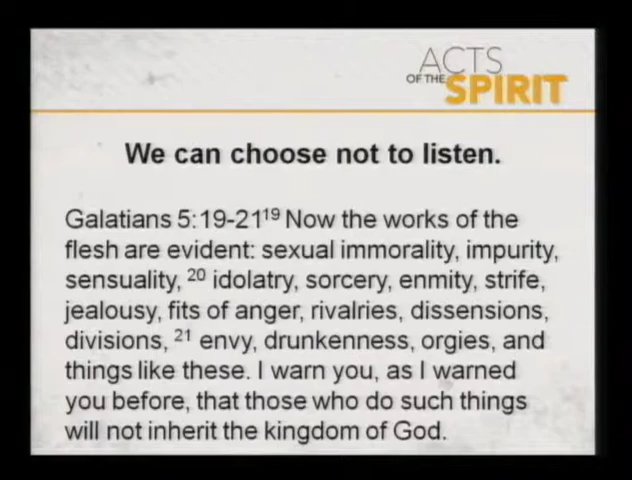 ACTS
OF THE SPIRIT
We can choose not to listen.
Galatians 5:19-21¹⁹ Now the works of the
flesh are evident: sexual immorality, impurity,
sensuality, ²⁰ idolatry, sorcery, enmity, strife,
jealousy, fits of anger, rivalries, dissensions,
divisions, ²¹ envy, drunkenness, orgies, and
things like these. I warn you, as I warned
you before, that those who do such things
will not inherit the kingdom of God.